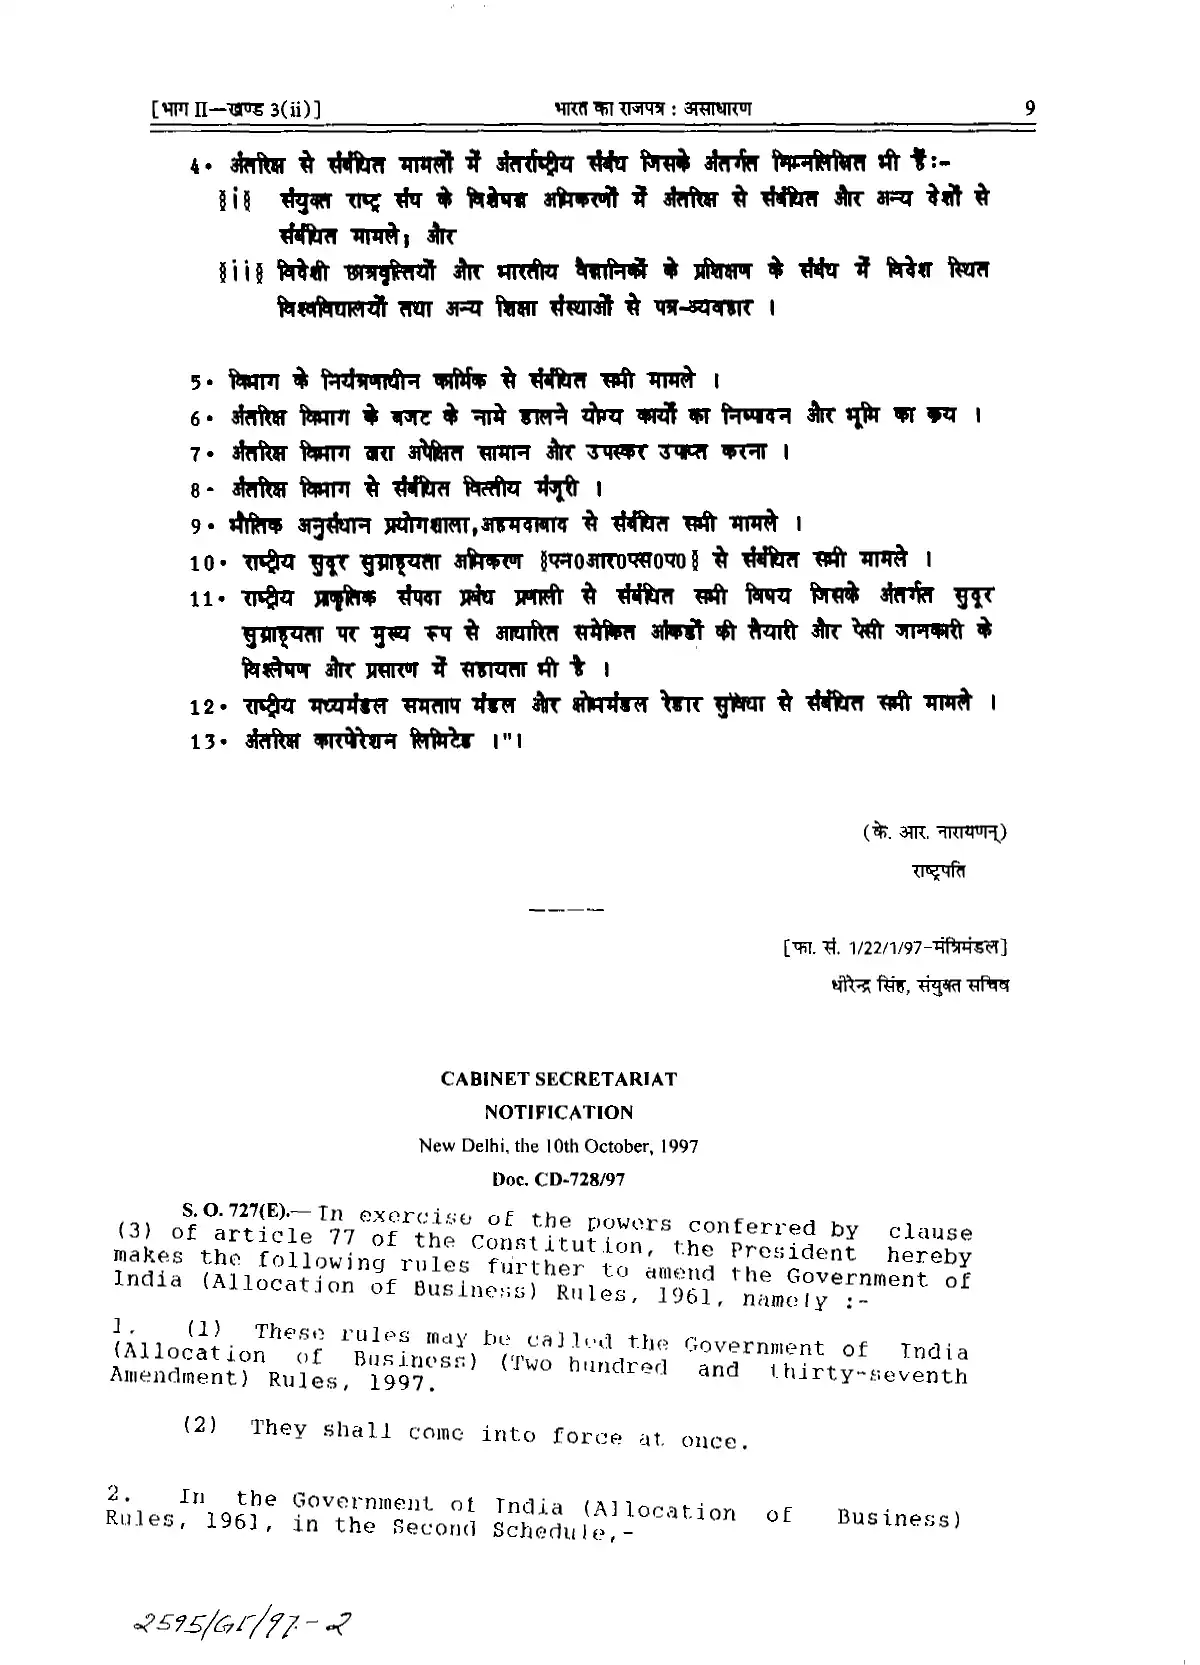 [भाग II—खण्ड 3(ii)] भारत का राजपत्र : असाधारण 9
4. अंतरिक्ष से संबंधित मामलों में अंतर्राष्ट्रीय संबंध जिसके अंतर्गत निम्नलिखित भी हैं:-
§i§ संयुक्त राष्ट्र संघ के विशेषज्ञ अभिकरणों में अंतरिक्ष से संबंधित और अन्य देशों से
संबंधित मामले; और
§ii§ विदेशी छात्रवृत्तियों और भारतीय वैज्ञानिकों के प्रशिक्षण के संबंध में विदेश स्थित
विश्वविद्यालयों तथा अन्य शिक्षा संस्थाओं से पत्र-व्यवहार ।
5. विभाग के नियंत्रणाधीन कार्मिक से संबंधित सभी मामले ।
6. अंतरिक्ष विभाग के बजट के नामे डालने योग्य कार्यों का निष्पादन और भूमि का क्रय ।
7. अंतरिक्ष विभाग द्वारा अपेक्षित सामान और उपस्कर उपाप्त करना ।
8- अंतरिक्ष विभाग से संबंधित वित्तीय मंजूरी ।
9. भौतिक अनुसंधान प्रयोगशाला,अहमदाबाद से संबंधित सभी मामले ।
10. राष्ट्रीय सुदूर सुग्राह्यता अभिकरण §एन0आर0एस0ए0§ से संबंधित सभी मामले ।
11. राष्ट्रीय प्राकृतिक संपदा प्रबंध प्रणाली से संबंधित सभी विषय जिसके अंतर्गत सुदूर
सुग्राह्यता पर मुख्य रूप से आधारित समेकित आंकडों की तैयारी और ऐसी जानकारी के
विश्लेषण और प्रसारण में सहायता भी है ।
12. राष्ट्रीय मध्यमंडल समताप मंडल और क्षोभमंडल रेडार सुविधा से संबंधित सभी मामले ।
13. अंतरिक्ष कारपोरेशन लिमिटेड ।"।
(के. आर. नारायणन्)
राष्ट्रपति
[फा. सं. 1/22/1/97-मंत्रिमंडल]
धीरेन्द्र सिंह, संयुक्त सचिव
CABINET SECRETARIAT
NOTIFICATION
New Delhi, the 10th October, 1997
Doc. CD-728/97
S. O. 727(E).— In exercise of the powers conferred by clause
(3) of article 77 of the Constitution, the President hereby
makes the following rules further to amend the Government of
India (Allocation of Business) Rules, 1961, namely :-
1. (1) These rules may be called the Government of India
(Allocation of Business) (Two hundred and thirty-seventh
Amendment) Rules, 1997.
(2) They shall come into force at once.
2. In the Government of India (Allocation of Business)
Rules, 1961, in the Second Schedule,-
2595/GI/97-2